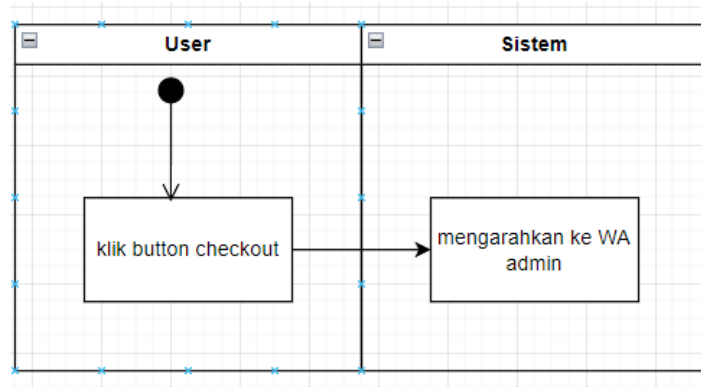 User
Sistem
klik button checkout
mengarahkan ke WA
admin